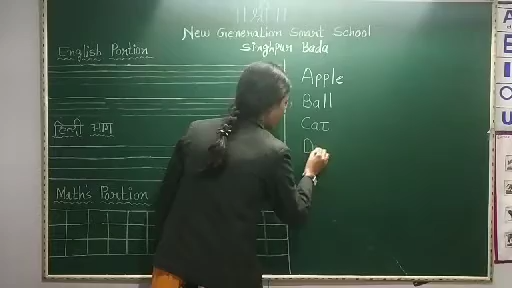 ॥ श्री ॥
New Generation Smart School
Singhpur Bada
English Portion
हिन्दी भाग
Math's Portion
Apple
Ball
Cat
D
A
E
I
O
U